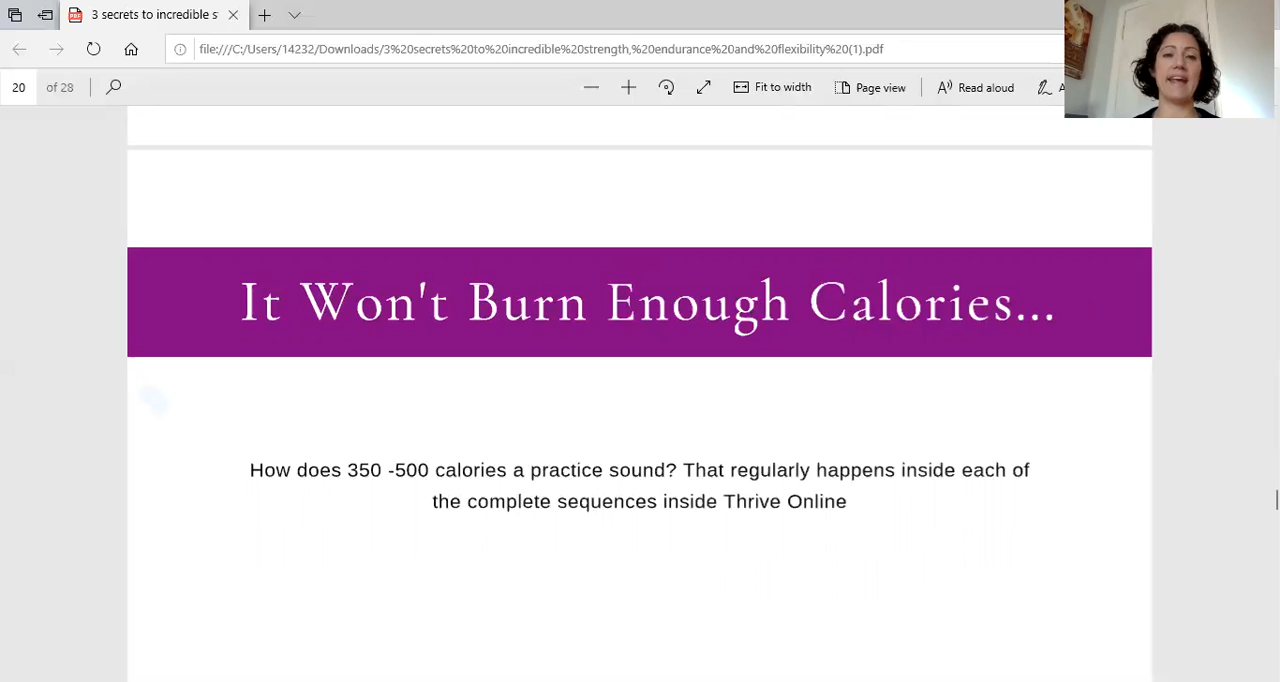 3 secrets to incredible s
file:///C:/Users/14232/Downloads/3%20secrets%20to%20incredible%20strength,%20endurance%20and%20flexibility%20(1).pdf
20 of 28
Fit to width
Page view
Read aloud
It Won't Burn Enough Calories...
How does 350 -500 calories a practice sound? That regularly happens inside each of
the complete sequences inside Thrive Online